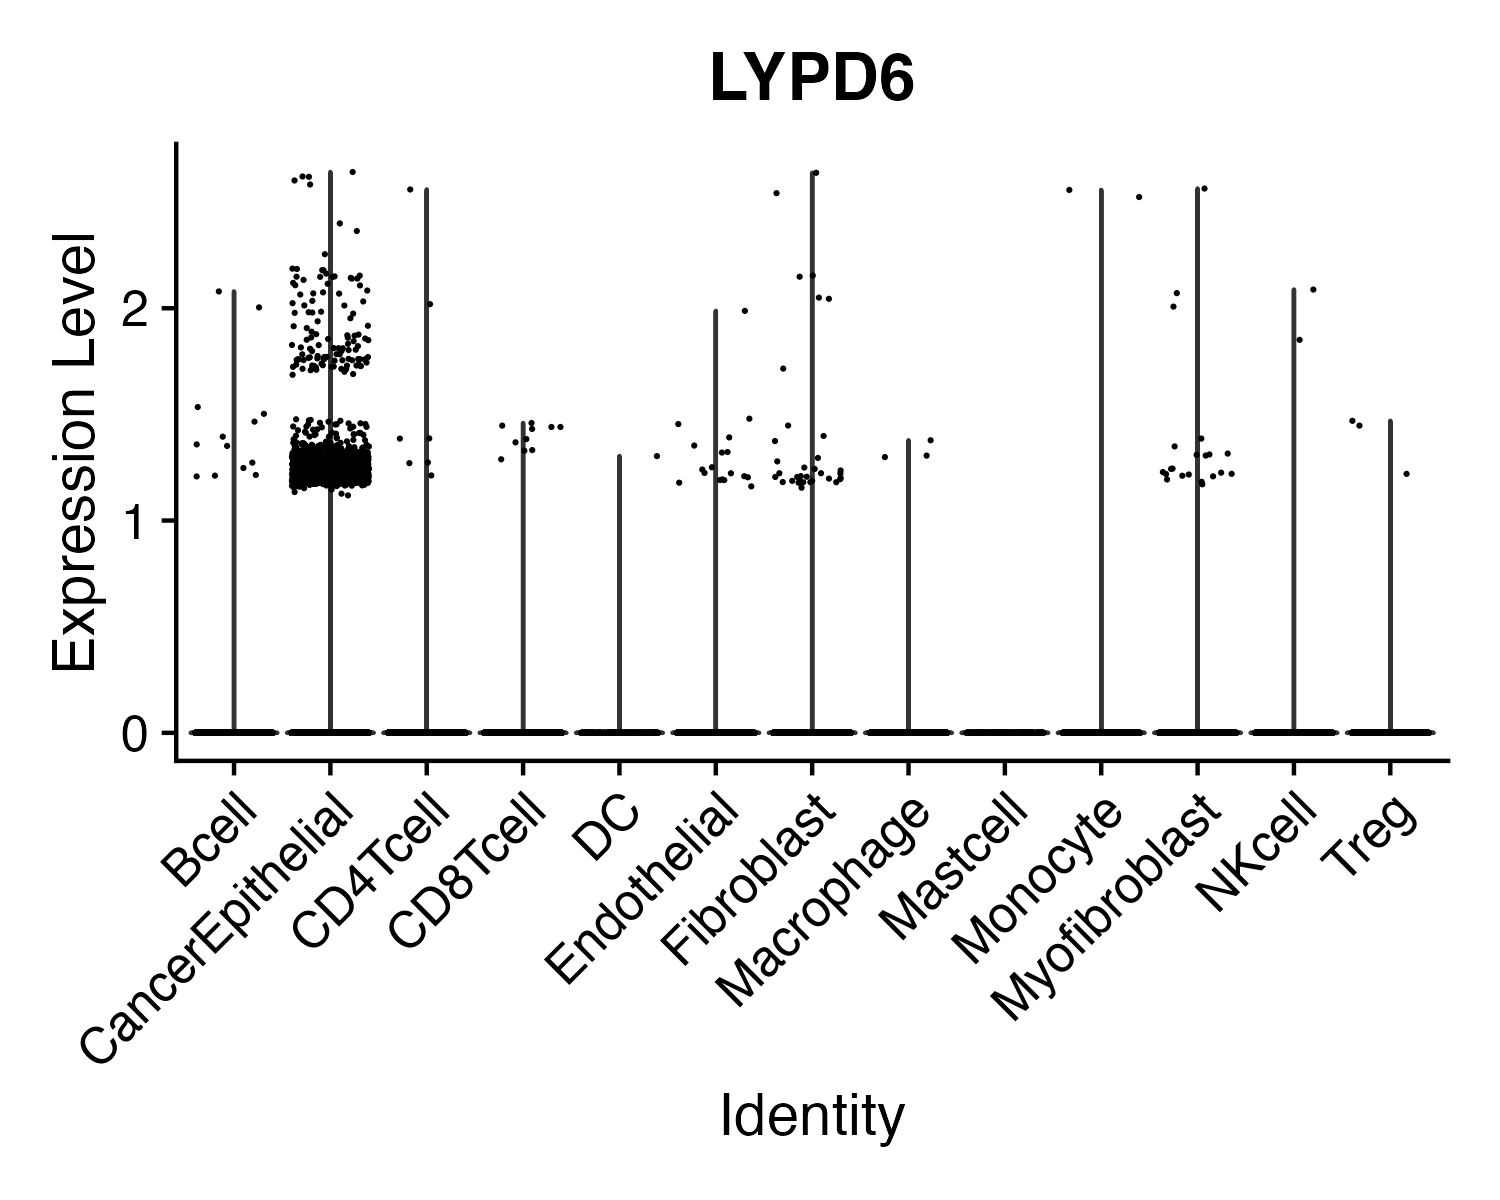 LYPD6
Expression Level
2
1
0
Bcell
CancerEpithelial
CD4Tcell
CD8Tcell
DC
Endothelial
Fibroblast
Macrophage
Mastcell
Monocyte
Myofibroblast
NKcell
Treg
Identity